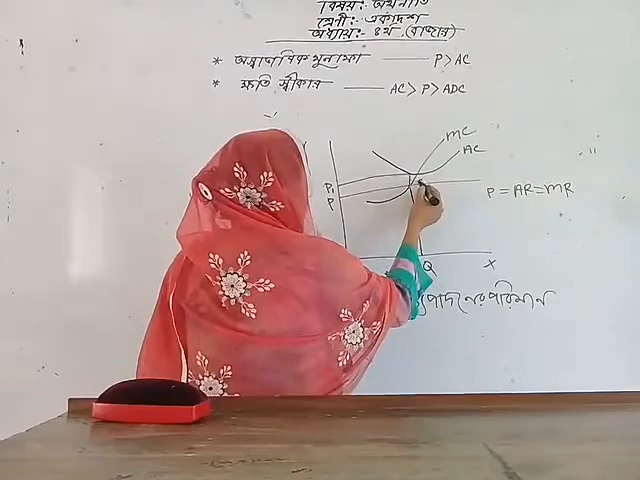 বিষয়:- অর্থনীতি
শ্রেণী:- একাদশ
অধ্যায়:- ৪র্থ (বাজার)
* অস্বাভাবিক মুনাফা —— P > AC
* ক্ষতি স্বীকার —— AC > P > ADC
MC
AC
P₁
P
P = AR = MR
Q
X
উৎপাদনের পরিমান